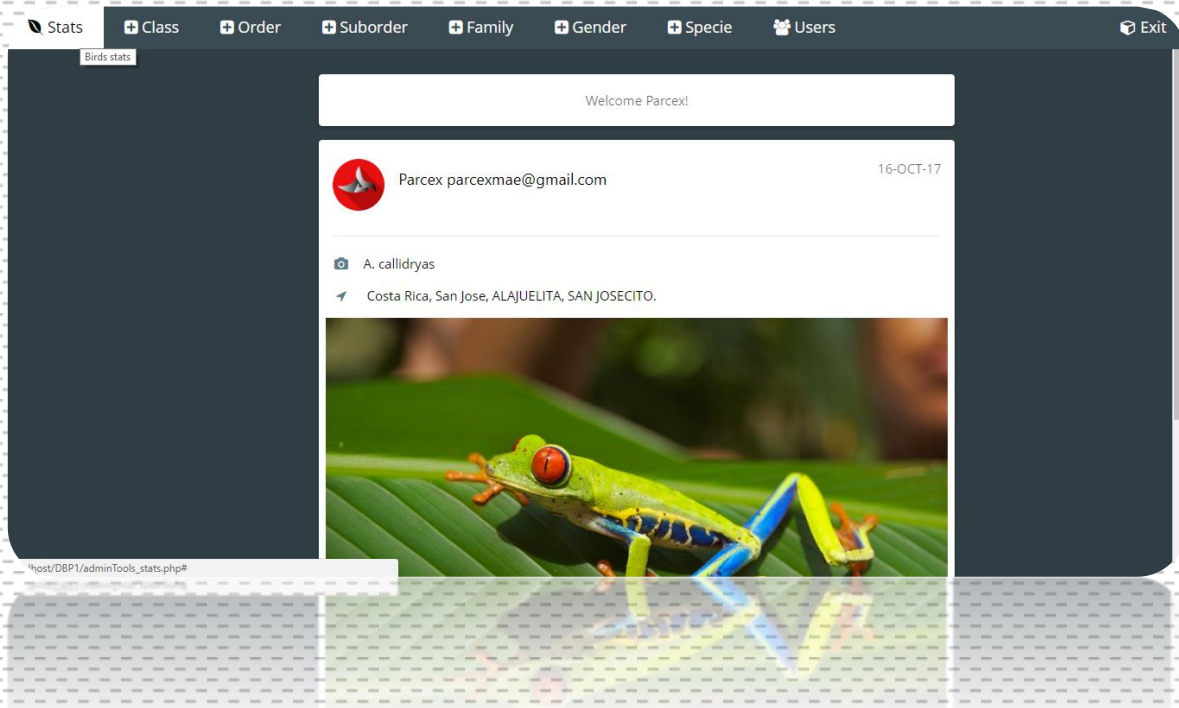 Stats Class Order Suborder Family Gender Specie Users Exit
Birds stats
Welcome Parcex!
Parcex parcexmae@gmail.com 16-OCT-17
A. callidryas
Costa Rica, San Jose, ALAJUELITA, SAN JOSECITO.
host/DBP1/adminTools_stats.php#